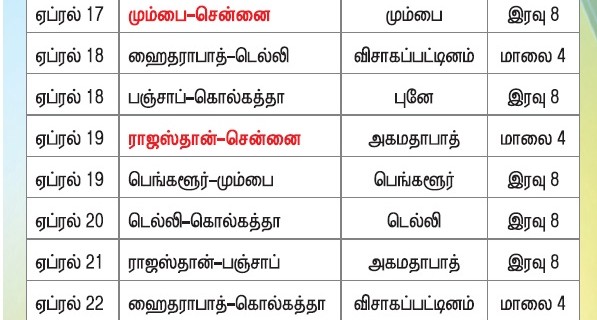 ஏப்ரல் 17 மும்பை–சென்னை மும்பை இரவு 8
ஏப்ரல் 18 ஹைதராபாத்–டெல்லி விசாகப்பட்டினம் மாலை 4
ஏப்ரல் 18 பஞ்சாப்–கொல்கத்தா புனே இரவு 8
ஏப்ரல் 19 ராஜஸ்தான்–சென்னை அகமதாபாத் மாலை 4
ஏப்ரல் 19 பெங்களூர்–மும்பை பெங்களூர் இரவு 8
ஏப்ரல் 20 டெல்லி–கொல்கத்தா டெல்லி இரவு 8
ஏப்ரல் 21 ராஜஸ்தான்–பஞ்சாப் அகமதாபாத் இரவு 8
ஏப்ரல் 22 ஹைதராபாத்–கொல்கத்தா விசாகப்பட்டினம் மாலை 4